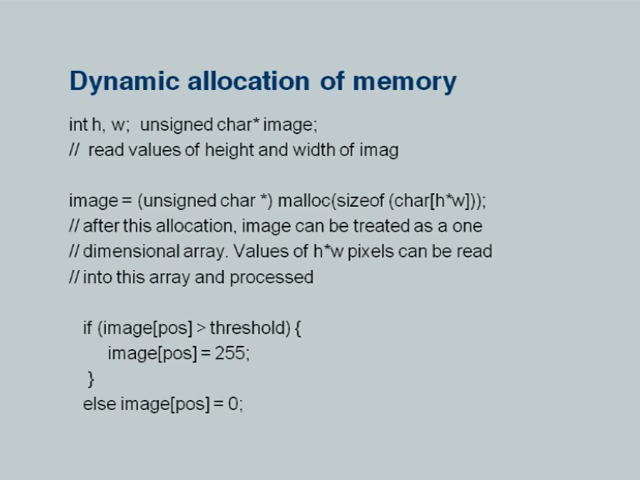 Dynamic allocation of memory
int h, w; unsigned char* image;
// read values of height and width of imag
image = (unsigned char *) malloc(sizeof (char[h*w]));
// after this allocation, image can be treated as a one
// dimensional array. Values of h*w pixels can be read
// into this array and processed
if (image[pos] > threshold) {
image[pos] = 255;
}
else image[pos] = 0;